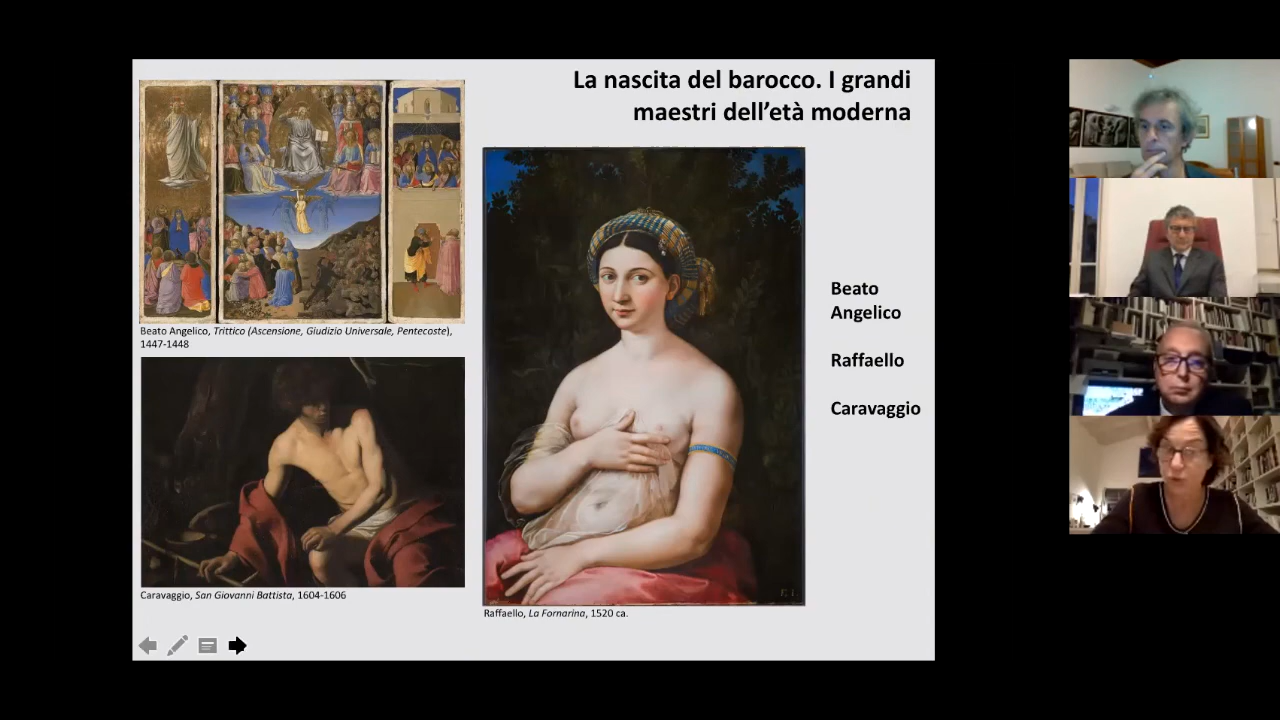 La nascita del barocco. I grandi
maestri dell'età moderna
Beato Angelico, Trittico (Ascensione, Giudizio Universale, Pentecoste),
1447-1448
Beato
Angelico
Raffaello
Caravaggio
Caravaggio, San Giovanni Battista, 1604-1606
Raffaello, La Fornarina, 1520 ca.